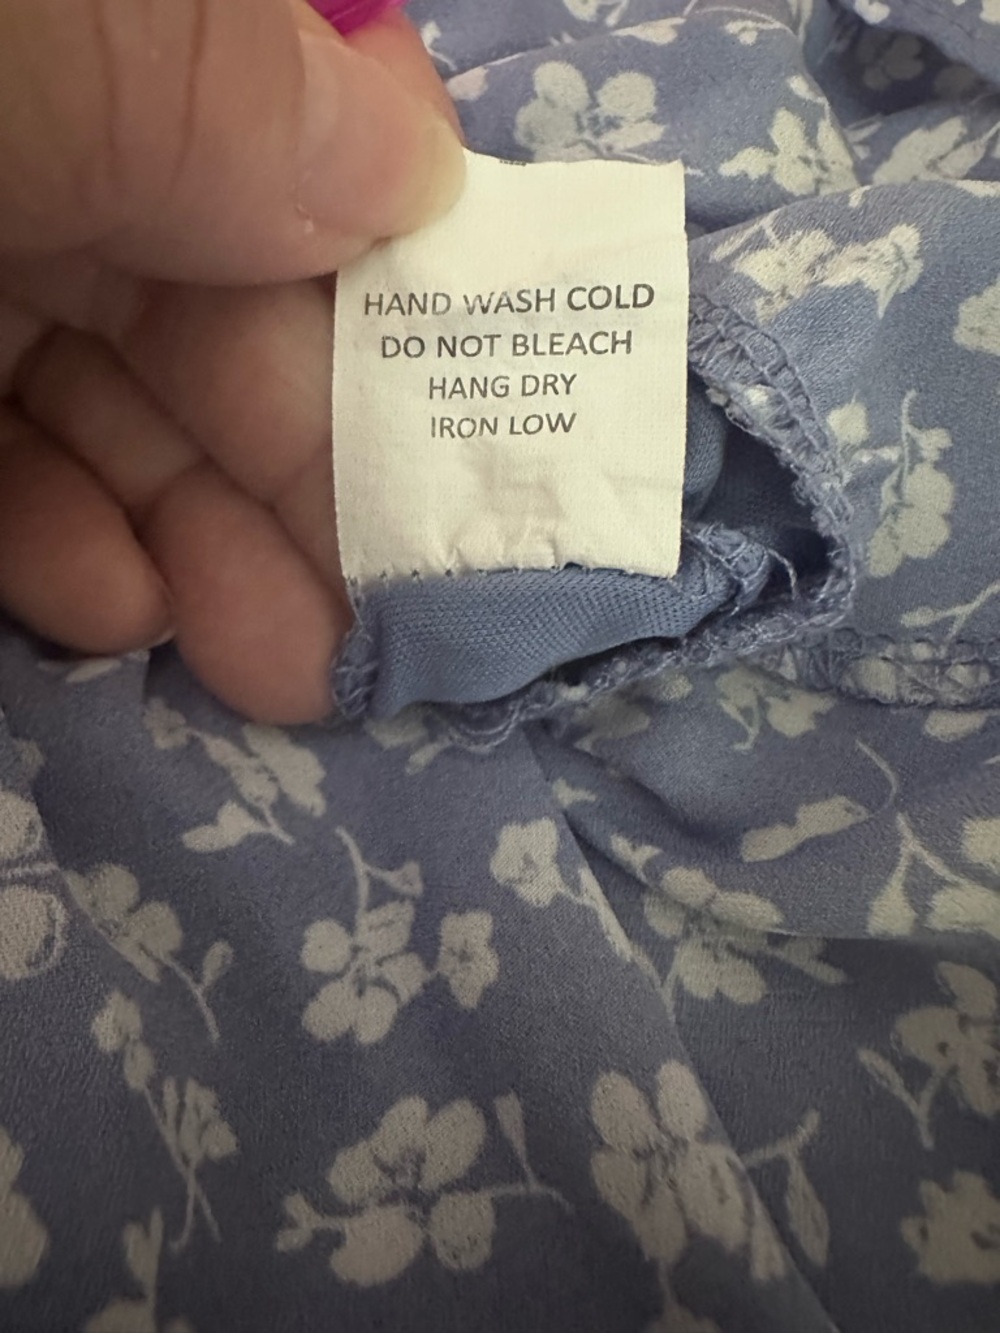 HAND WASH COLD
DO NOT BLEACH
HANG DRY
IRON LOW